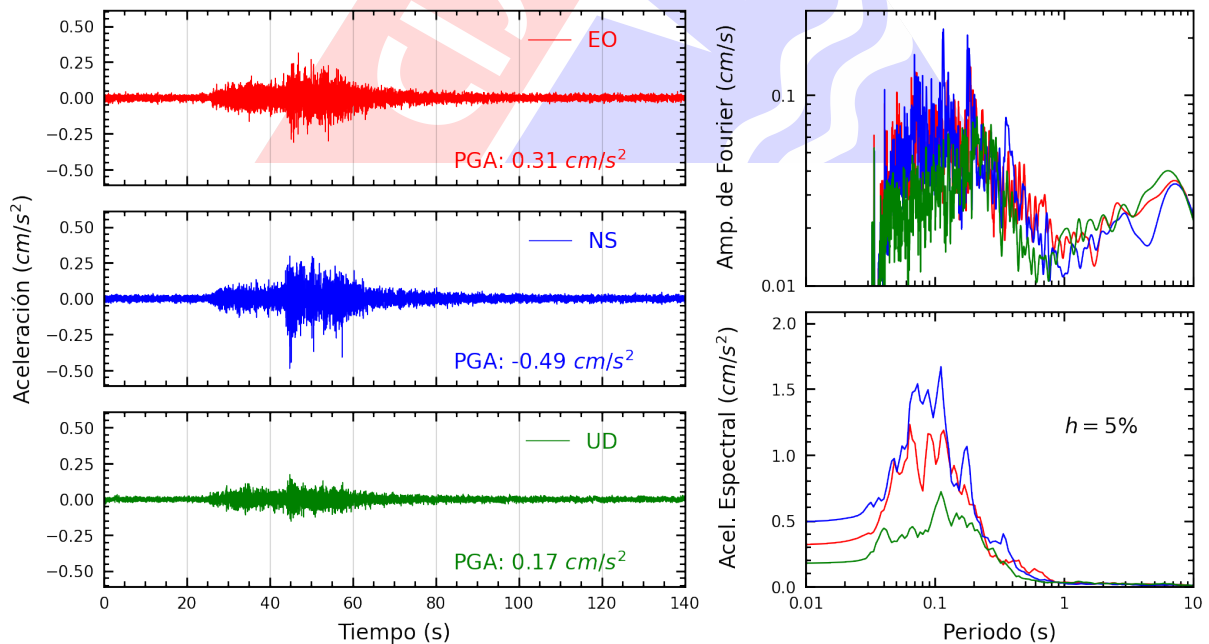 Aceleración (cm/s²)
0.50
0.25
0.00
−0.25
−0.50
EO
PGA: 0.31 cm/s²
0.50
0.25
0.00
−0.25
−0.50
NS
PGA: -0.49 cm/s²
0.50
0.25
0.00
−0.25
−0.50
UD
PGA: 0.17 cm/s²
0 20 40 60 80 100 120 140
Tiempo (s)
Amp. de Fourier (cm/s)
0.1
0.01
Acel. Espectral (cm/s²)
2.0
1.5
1.0
0.5
0.0
h = 5%
0.01 0.1 1 10
Periodo (s)